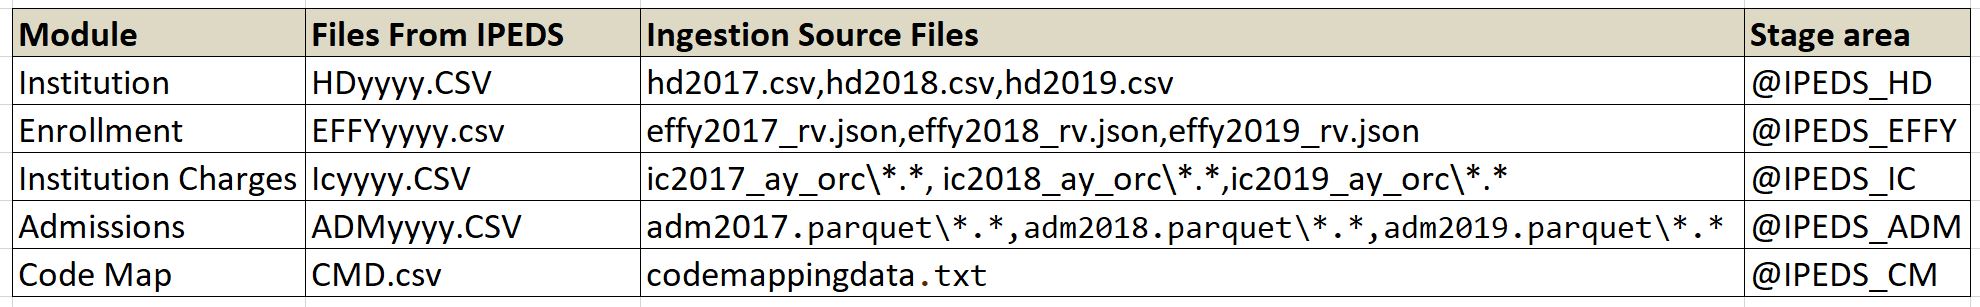 Module Files From IPEDS Ingestion Source Files Stage area
Institution HDyyyy.CSV hd2017.csv,hd2018.csv,hd2019.csv @IPEDS_HD
Enrollment EFFYyyyy.csv effy2017_rv.json,effy2018_rv.json,effy2019_rv.json @IPEDS_EFFY
Institution Charges Icyyyy.CSV ic2017_ay_orc\*.*, ic2018_ay_orc\*.*,ic2019_ay_orc\*.* @IPEDS_IC
Admissions ADMyyyy.CSV adm2017.parquet\*.*,adm2018.parquet\*.*,adm2019.parquet\*.* @IPEDS_ADM
Code Map CMD.csv codemappingdata.txt @IPEDS_CM